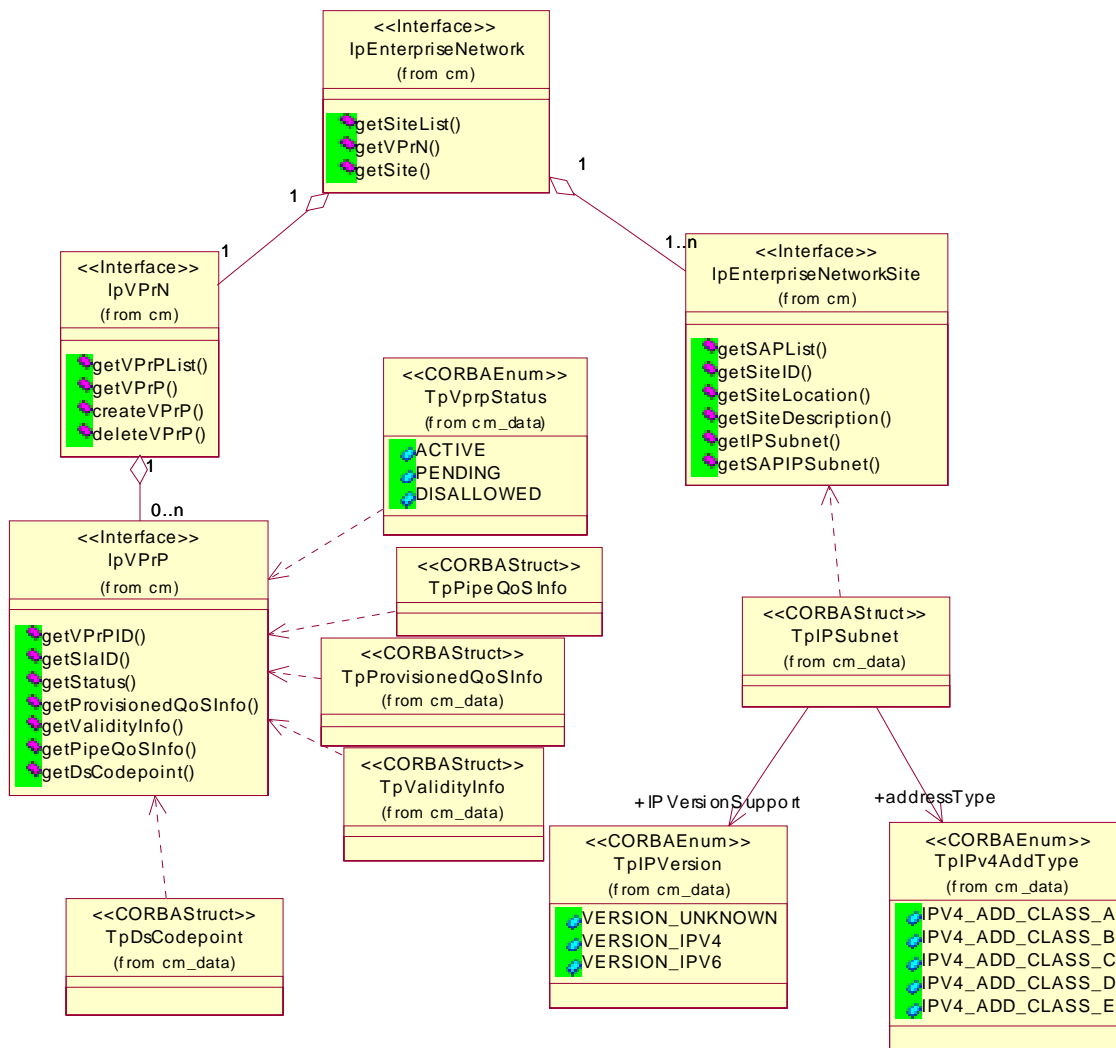 <<Interface>>
IpEnterpriseNetwork
(from cm)
getSiteList()
getVPrN()
getSite()
1
1
1
1..n
<<Interface>>
IpVPrN
(from cm)
getVPrPList()
getVPrP()
createVPrP()
deleteVPrP()
1
0..n
<<Interface>>
IpEnterpriseNetworkSite
(from cm)
getSAPList()
getSiteID()
getSiteLocation()
getSiteDescription()
getIPSubnet()
getSAPIPSubnet()
<<CORBAEnum>>
TpVprpStatus
(from cm_data)
ACTIVE
PENDING
DISALLOWED
<<Interface>>
IpVPrP
(from cm)
getVPrPID()
getSlaID()
getStatus()
getProvisionedQoSInfo()
getValidityInfo()
getPipeQoSInfo()
getDsCodepoint()
<<CORBAStruct>>
TpPipeQoSInfo
<<CORBAStruct>>
TpProvisionedQoSInfo
(from cm_data)
<<CORBAStruct>>
TpValidityInfo
(from cm_data)
<<CORBAStruct>>
TpIPSubnet
(from cm_data)
+IPVersionSupport
+addressType
<<CORBAEnum>>
TpIPVersion
(from cm_data)
VERSION_UNKNOWN
VERSION_IPV4
VERSION_IPV6
<<CORBAEnum>>
TpIPv4AddType
(from cm_data)
IPV4_ADD_CLASS_A
IPV4_ADD_CLASS_B
IPV4_ADD_CLASS_C
IPV4_ADD_CLASS_D
IPV4_ADD_CLASS_E
<<CORBAStruct>>
TpDsCodepoint
(from cm_data)